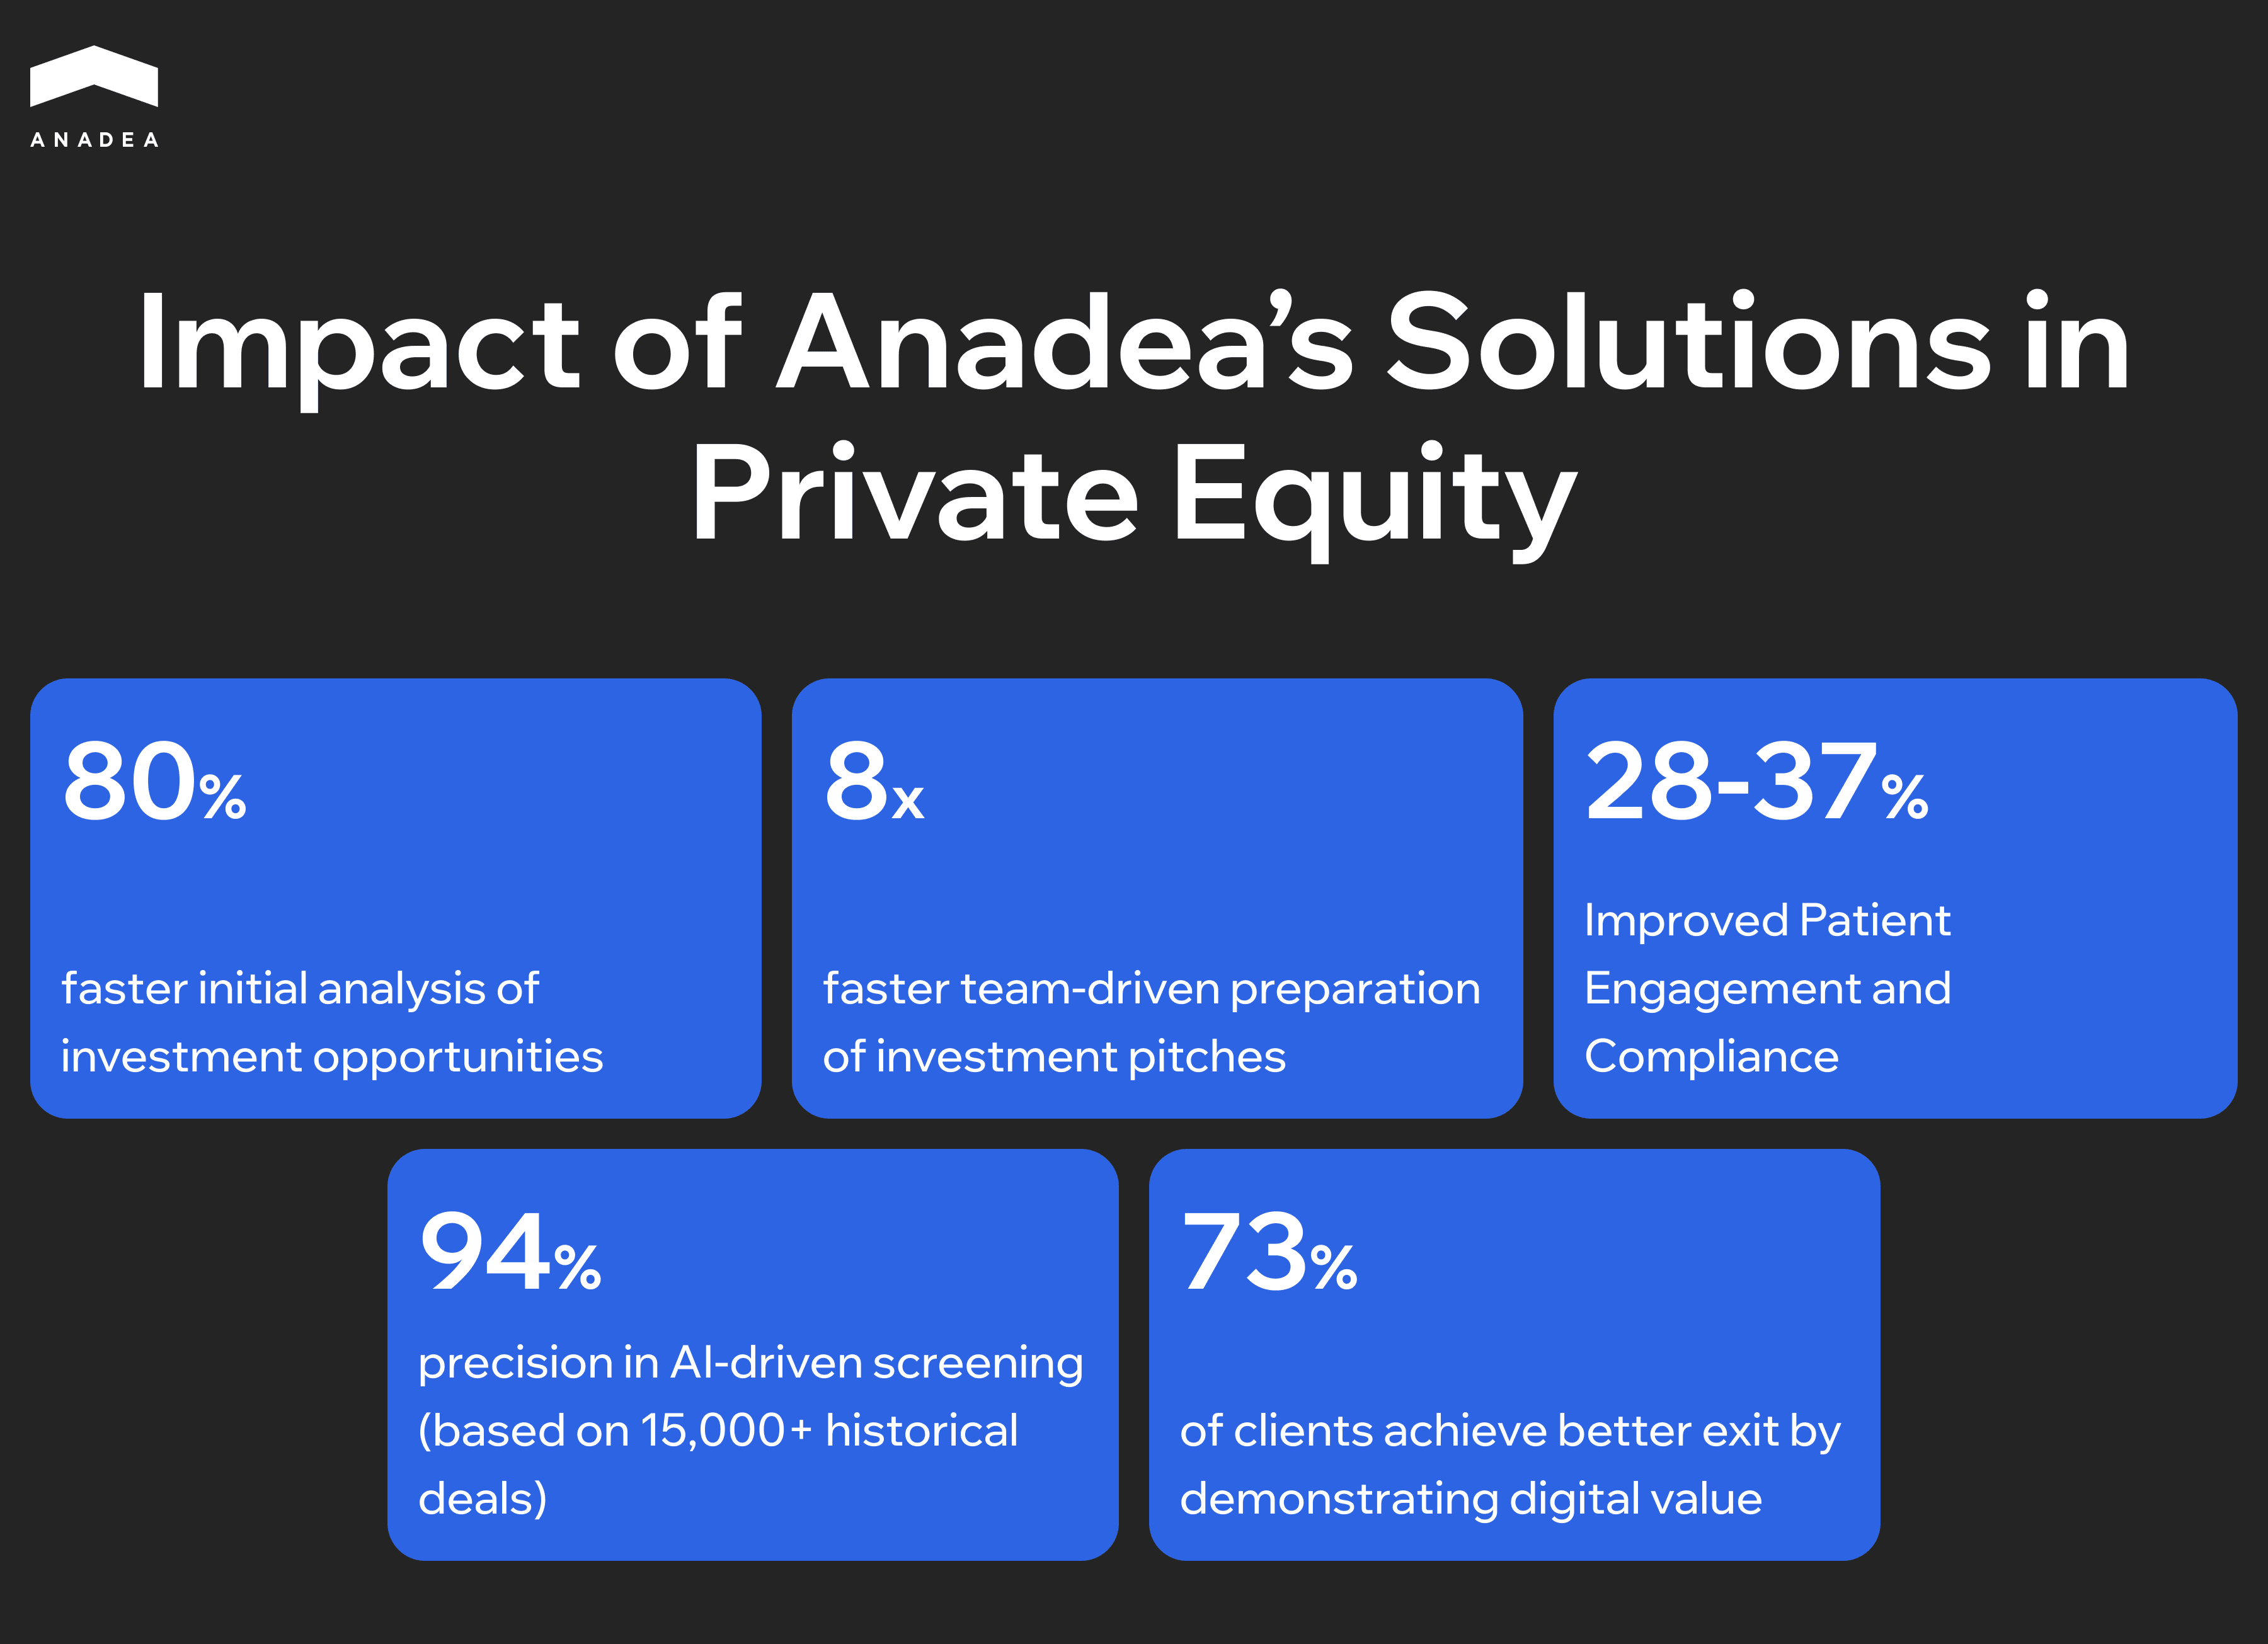 ANADEA
Impact of Anadea’s Solutions in
Private Equity
80%
faster initial analysis of
investment opportunities
8x
faster team-driven preparation
of investment pitches
28-37%
Improved Patient
Engagement and
Compliance
94%
precision in AI-driven screening
(based on 15,000+ historical
deals)
73%
of clients achieve better exit by
demonstrating digital value